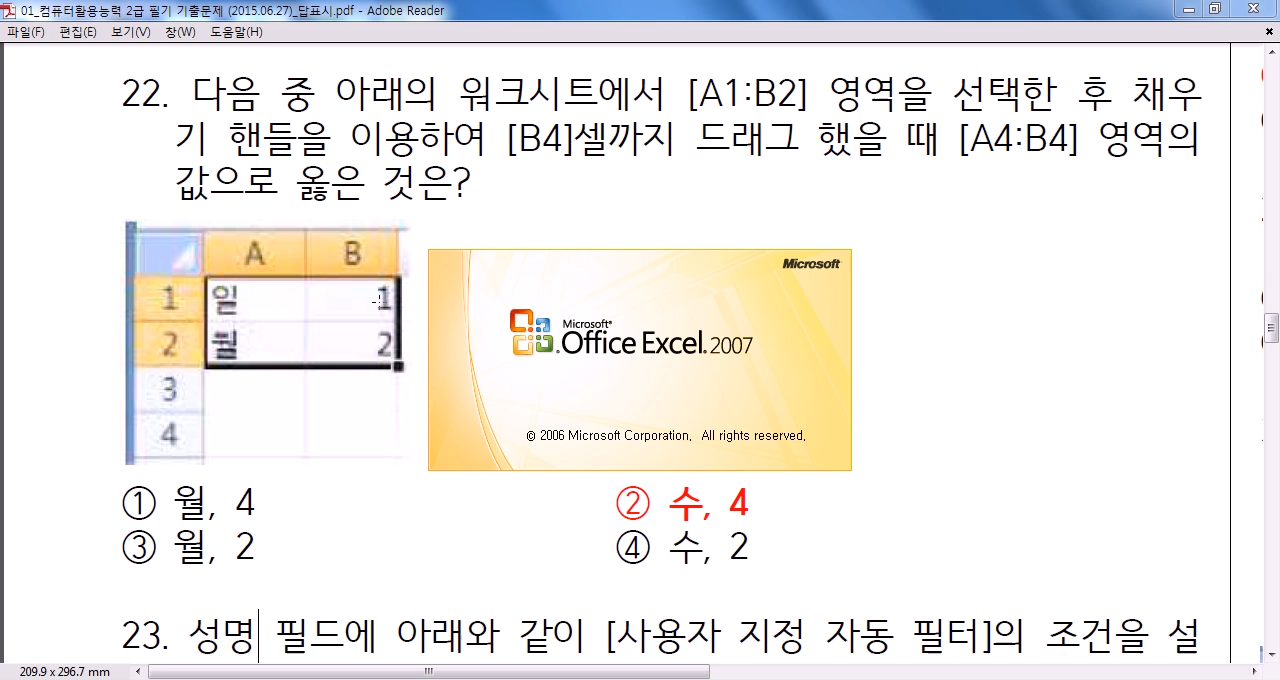 01_컴퓨터활용능력 2급 필기 기출문제 (2015.06.27)_답표시.pdf - Adobe Reader
파일(F) 편집(E) 보기(V) 창(W) 도움말(H)
22. 다음 중 아래의 워크시트에서 [A1:B2] 영역을 선택한 후 채우
기 핸들을 이용하여 [B4]셀까지 드래그 했을 때 [A4:B4] 영역의
값으로 옳은 것은?
A B
1 일 1
2 월 2
3
4
Microsoft
Microsoft®
Office Excel 2007
© 2006 Microsoft Corporation. All rights reserved.
① 월, 4 ② 수, 4
③ 월, 2 ④ 수, 2
23. 성명 필드에 아래와 같이 [사용자 지정 자동 필터]의 조건을 설
209.9 x 296.7 mm